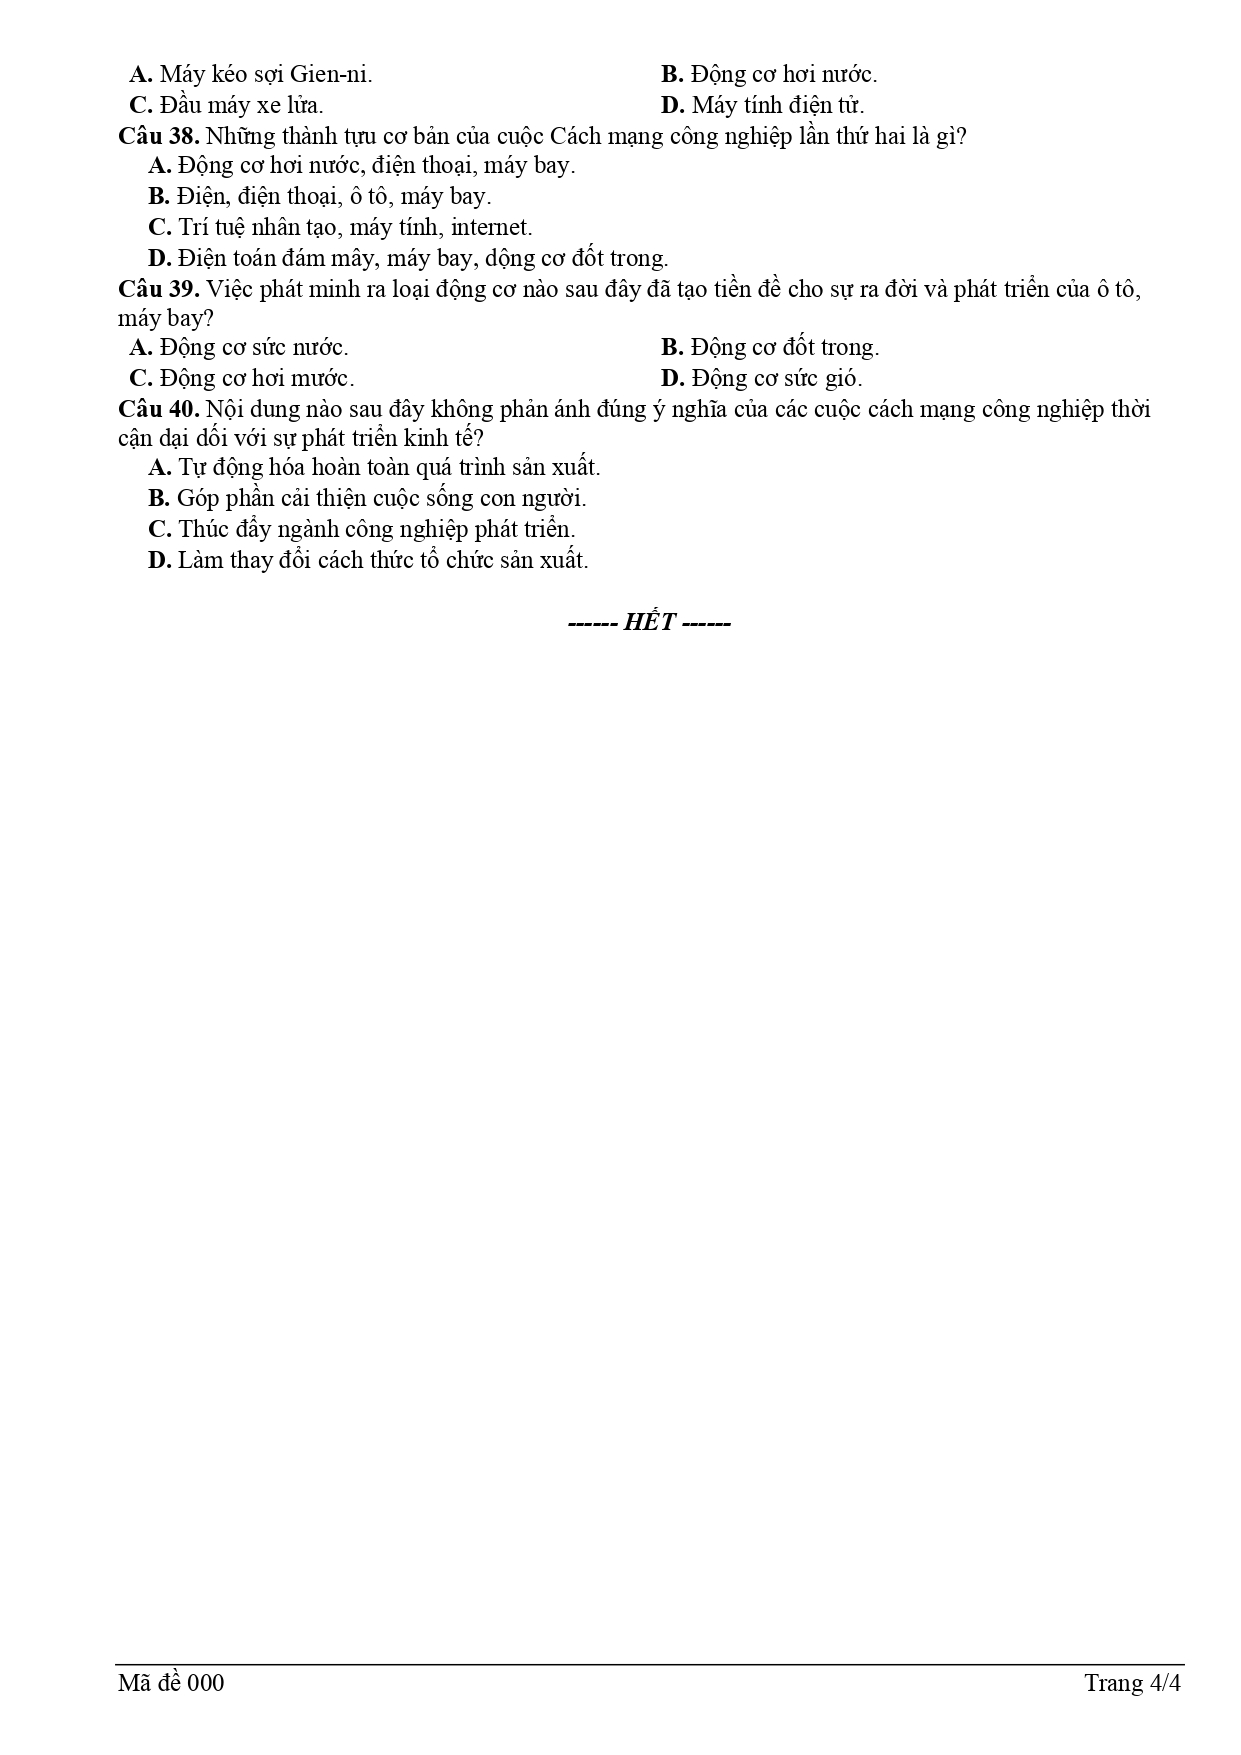 A. Máy kéo sợi Gien-ni. B. Động cơ hơi nước.
C. Đầu máy xe lửa. D. Máy tính điện tử.
Câu 38. Những thành tựu cơ bản của cuộc Cách mạng công nghiệp lần thứ hai là gì?
A. Động cơ hơi nước, điện thoại, máy bay.
B. Điện, điện thoại, ô tô, máy bay.
C. Trí tuệ nhân tạo, máy tính, internet.
D. Điện toán đám mây, máy bay, dộng cơ đốt trong.
Câu 39. Việc phát minh ra loại động cơ nào sau đây đã tạo tiền đề cho sự ra đời và phát triển của ô tô,
máy bay?
A. Động cơ sức nước. B. Động cơ đốt trong.
C. Động cơ hơi mước. D. Động cơ sức gió.
Câu 40. Nội dung nào sau đây không phản ánh đúng ý nghĩa của các cuộc cách mạng công nghiệp thời
cận dại dối với sự phát triển kinh tế?
A. Tự động hóa hoàn toàn quá trình sản xuất.
B. Góp phần cải thiện cuộc sống con người.
C. Thúc đẩy ngành công nghiệp phát triển.
D. Làm thay đổi cách thức tổ chức sản xuất.
------ HẾT ------
Mã đề 000 Trang 4/4